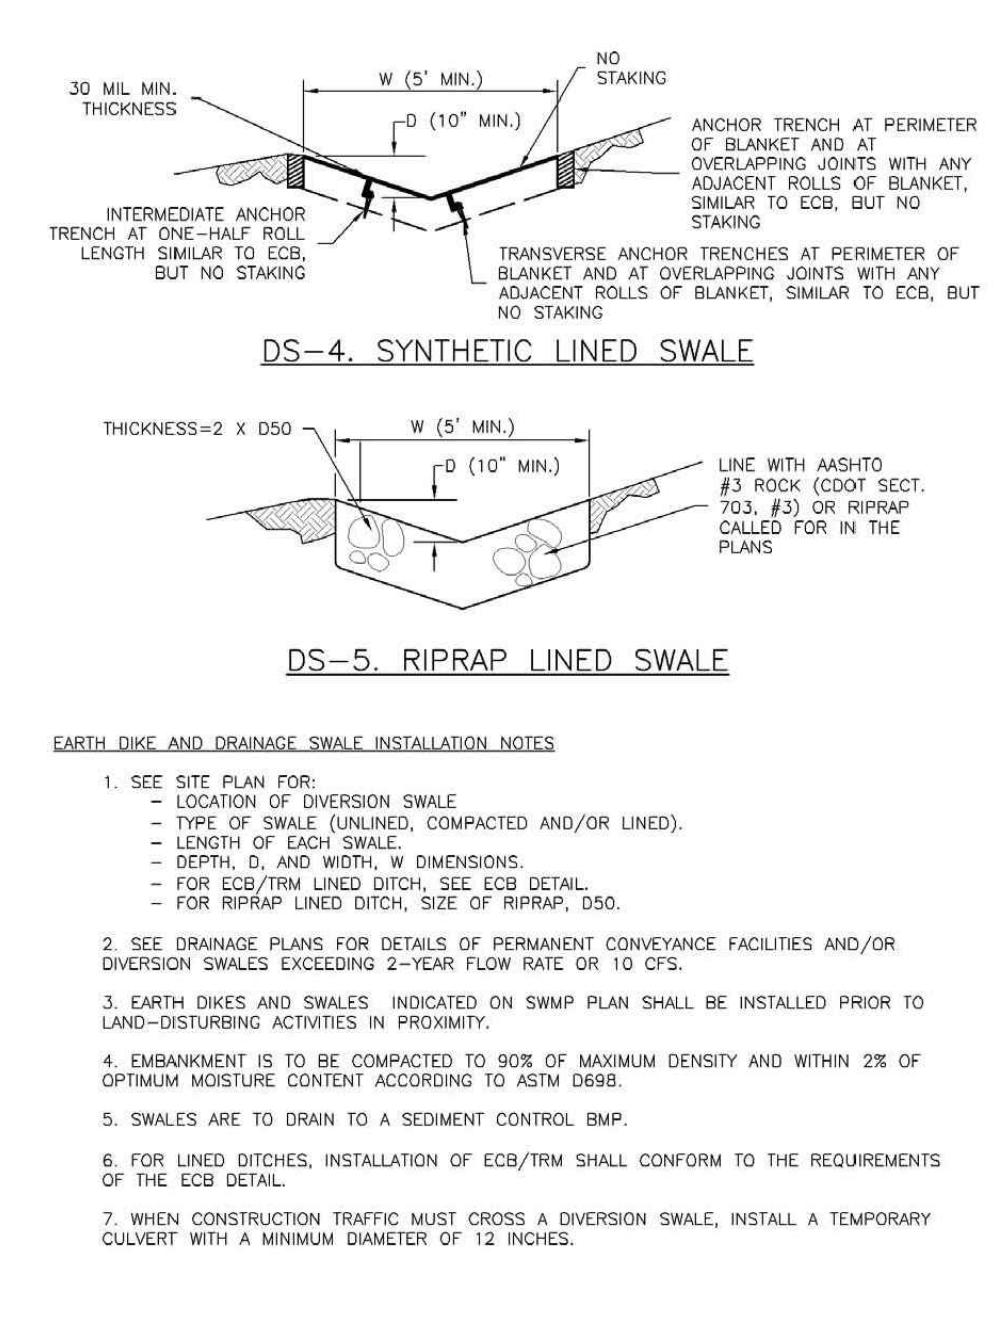 NO
STAKING
W (5' MIN.)
30 MIL MIN.
THICKNESS
D (10" MIN.)
ANCHOR TRENCH AT PERIMETER
OF BLANKET AND AT
OVERLAPPING JOINTS WITH ANY
ADJACENT ROLLS OF BLANKET,
SIMILAR TO ECB, BUT NO
STAKING
INTERMEDIATE ANCHOR
TRENCH AT ONE-HALF ROLL
LENGTH SIMILAR TO ECB,
BUT NO STAKING
TRANSVERSE ANCHOR TRENCHES AT PERIMETER OF
BLANKET AND AT OVERLAPPING JOINTS WITH ANY
ADJACENT ROLLS OF BLANKET, SIMILAR TO ECB, BUT
NO STAKING
DS-4. SYNTHETIC LINED SWALE
THICKNESS=2 X D50
W (5' MIN.)
D (10" MIN.)
LINE WITH AASHTO
#3 ROCK (CDOT SECT.
703, #3) OR RIPRAP
CALLED FOR IN THE
PLANS
DS-5. RIPRAP LINED SWALE
EARTH DIKE AND DRAINAGE SWALE INSTALLATION NOTES
1. SEE SITE PLAN FOR:
- LOCATION OF DIVERSION SWALE
- TYPE OF SWALE (UNLINED, COMPACTED AND/OR LINED).
- LENGTH OF EACH SWALE.
- DEPTH, D, AND WIDTH, W DIMENSIONS.
- FOR ECB/TRM LINED DITCH, SEE ECB DETAIL.
- FOR RIPRAP LINED DITCH, SIZE OF RIPRAP, D50.
2. SEE DRAINAGE PLANS FOR DETAILS OF PERMANENT CONVEYANCE FACILITIES AND/OR
DIVERSION SWALES EXCEEDING 2-YEAR FLOW RATE OR 10 CFS.
3. EARTH DIKES AND SWALES INDICATED ON SWMP PLAN SHALL BE INSTALLED PRIOR TO
LAND-DISTURBING ACTIVITIES IN PROXIMITY.
4. EMBANKMENT IS TO BE COMPACTED TO 90% OF MAXIMUM DENSITY AND WITHIN 2% OF
OPTIMUM MOISTURE CONTENT ACCORDING TO ASTM D698.
5. SWALES ARE TO DRAIN TO A SEDIMENT CONTROL BMP.
6. FOR LINED DITCHES, INSTALLATION OF ECB/TRM SHALL CONFORM TO THE REQUIREMENTS
OF THE ECB DETAIL.
7. WHEN CONSTRUCTION TRAFFIC MUST CROSS A DIVERSION SWALE, INSTALL A TEMPORARY
CULVERT WITH A MINIMUM DIAMETER OF 12 INCHES.